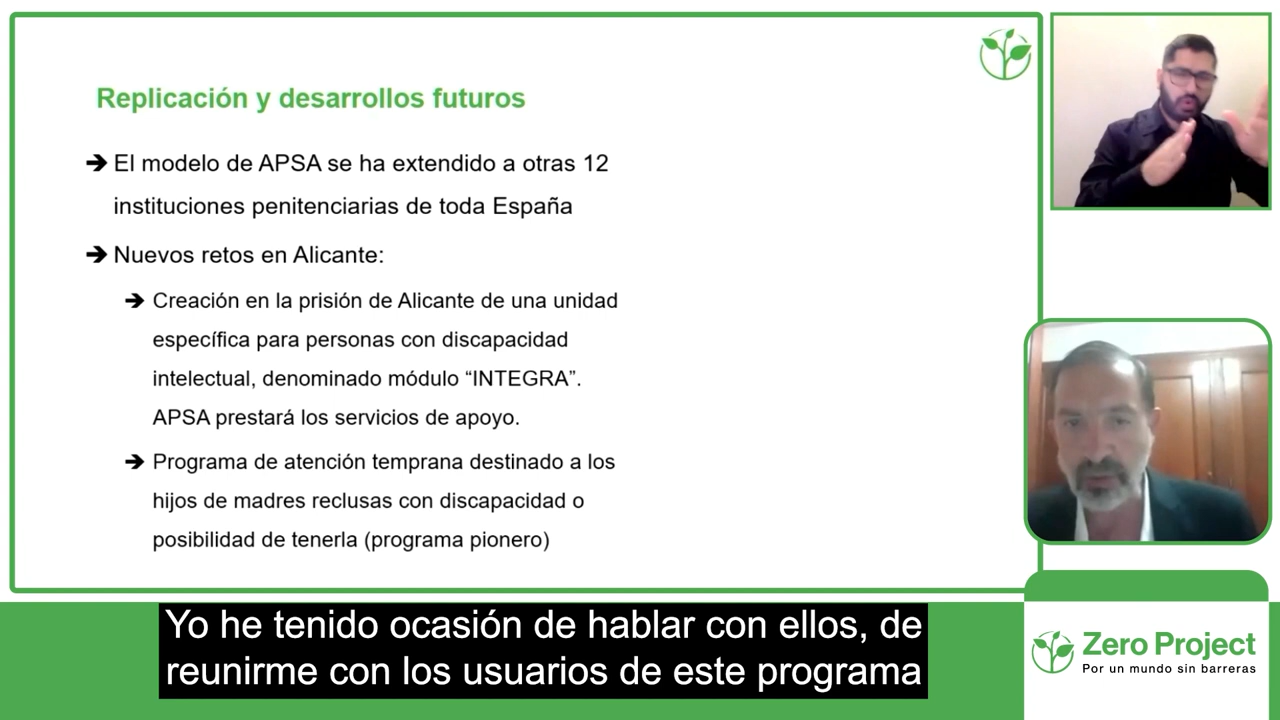 Replicación y desarrollos futuros
➔ El modelo de APSA se ha extendido a otras 12
instituciones penitenciarias de toda España
➔ Nuevos retos en Alicante:
➔ Creación en la prisión de Alicante de una unidad
específica para personas con discapacidad
intelectual, denominado módulo “INTEGRA”.
APSA prestará los servicios de apoyo.
➔ Programa de atención temprana destinado a los
hijos de madres reclusas con discapacidad o
posibilidad de tenerla (programa pionero)
Yo he tenido ocasión de hablar con ellos, de
reunirme con los usuarios de este programa
Zero Project
Por un mundo sin barreras